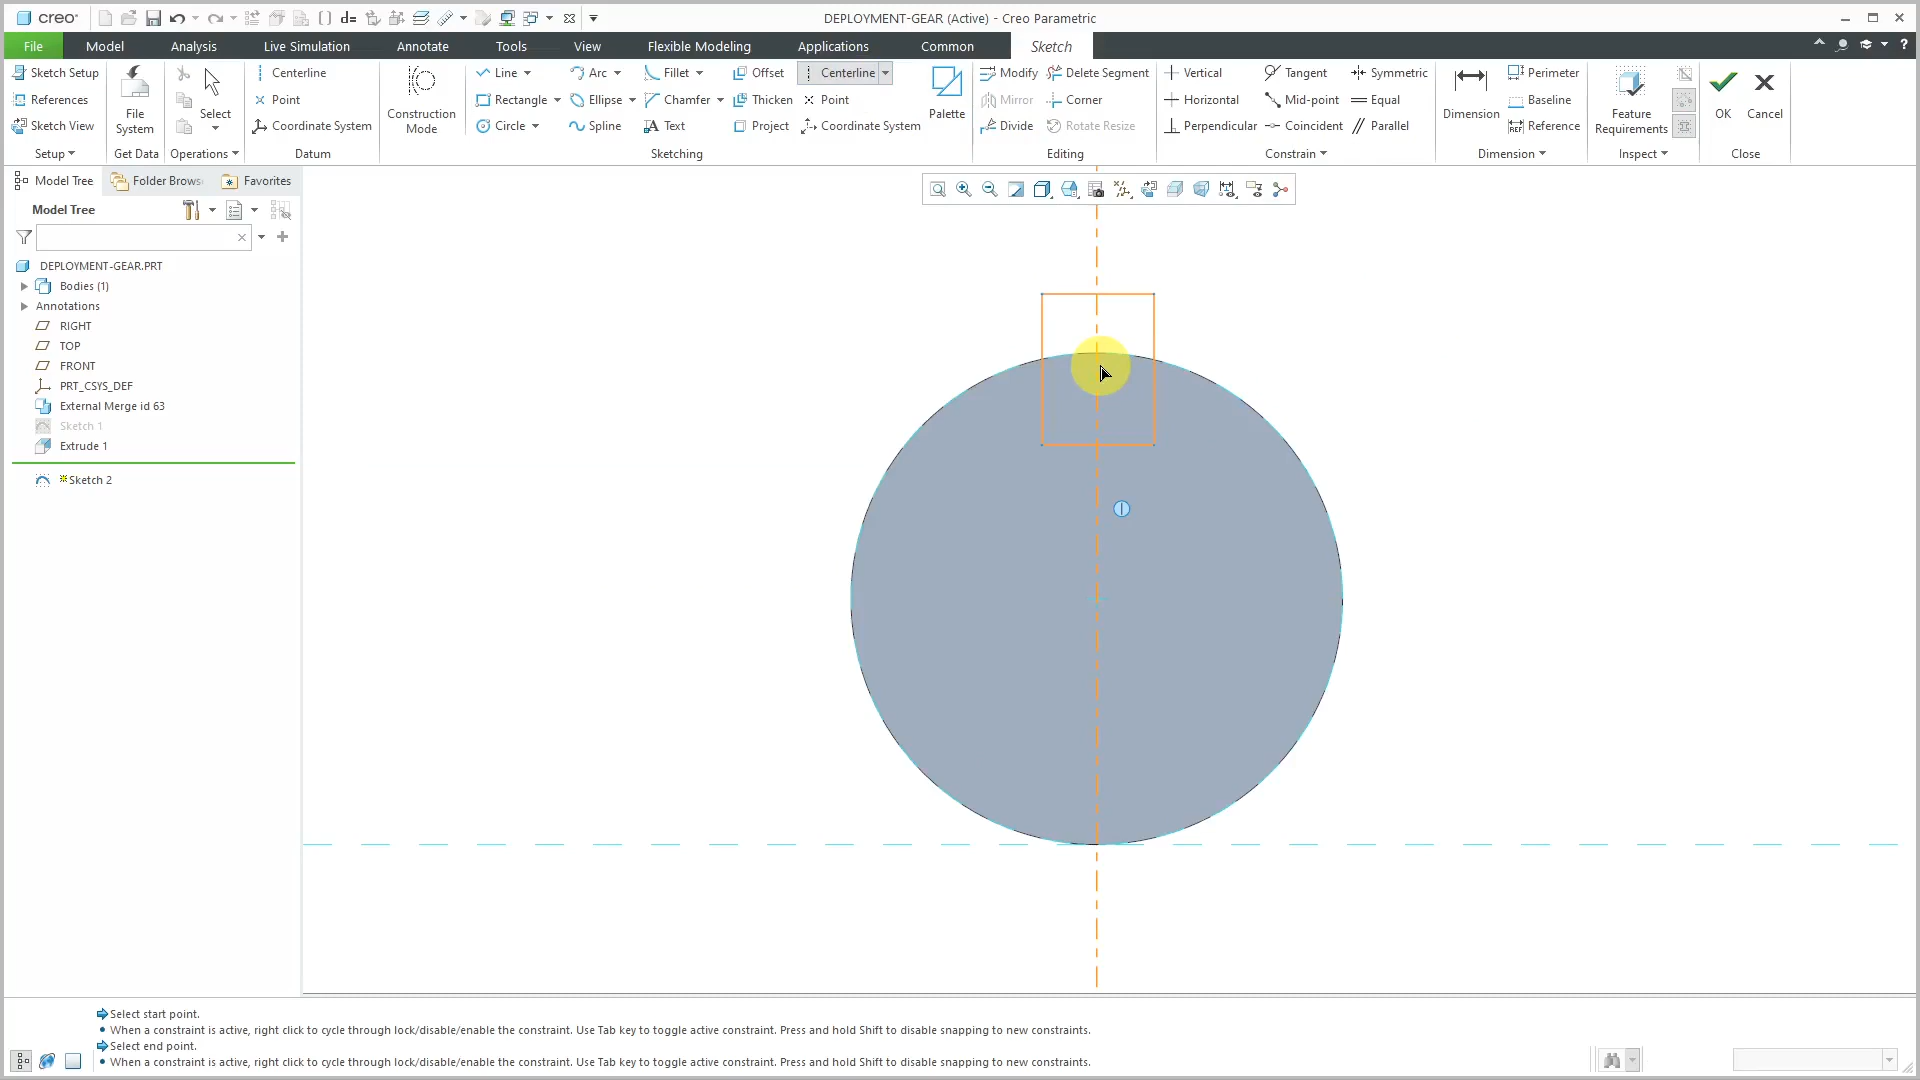 creo
d=
DEPLOYMENT-GEAR (Active) - Creo Parametric
File
Model
Analysis
Live Simulation
Annotate
Tools
View
Flexible Modeling
Applications
Common
Sketch
Sketch Setup
References
Sketch View
Setup
File System
Get Data
Select
Operations
Centerline
Point
Coordinate System
Datum
Construction Mode
Line
Rectangle
Circle
Arc
Ellipse
Spline
Fillet
Chamfer
Text
Offset
Thicken
Project
Centerline
Point
Coordinate System
Palette
Sketching
Modify
Mirror
Divide
Delete Segment
Corner
Rotate Resize
Editing
Vertical
Horizontal
Perpendicular
Tangent
Mid-point
Coincident
Symmetric
Equal
Parallel
Constrain
Dimension
Perimeter
Baseline
Reference
Dimension
Feature Requirements
Inspect
OK
Cancel
Close
Model Tree
Folder Brows
Favorites
Model Tree
DEPLOYMENT-GEAR.PRT
Bodies (1)
Annotations
RIGHT
TOP
FRONT
PRT_CSYS_DEF
External Merge id 63
Sketch 1
Extrude 1
Sketch 2
Select start point.
When a constraint is active, right click to cycle through lock/disable/enable the constraint. Use Tab key to toggle active constraint. Press and hold Shift to disable snapping to new constraints.
Select end point.
When a constraint is active, right click to cycle through lock/disable/enable the constraint. Use Tab key to toggle active constraint. Press and hold Shift to disable snapping to new constraints.